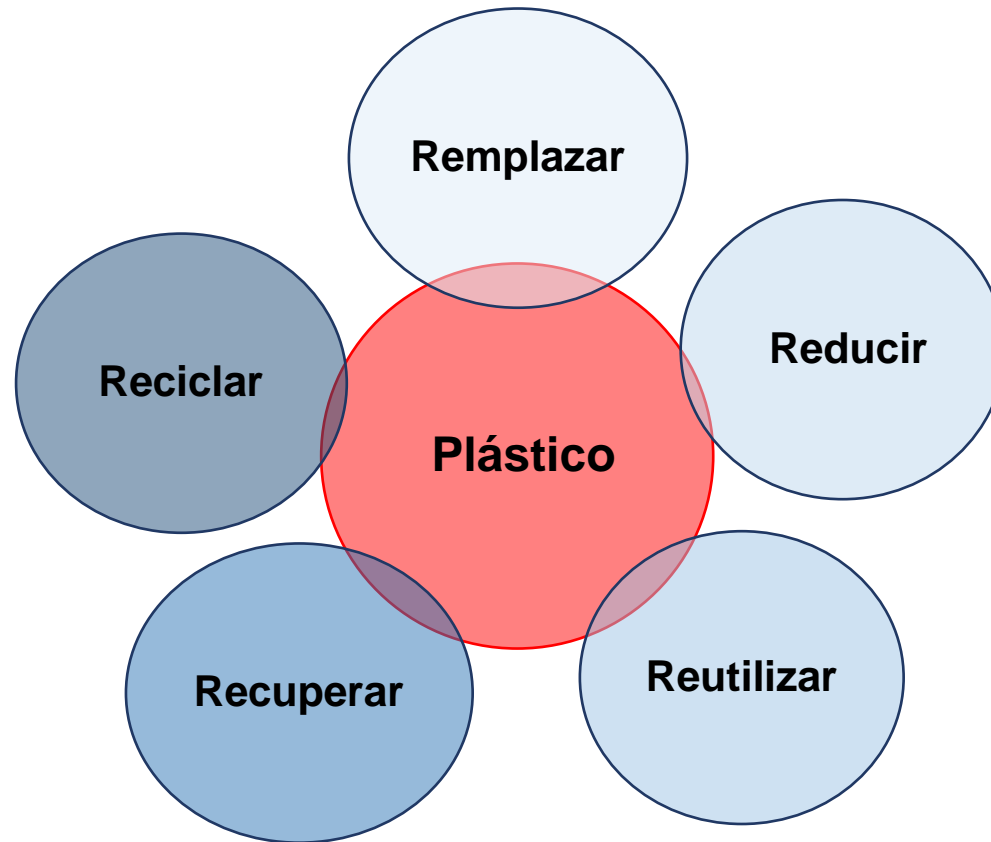 Remplazar
Reducir
Reciclar
Plástico
Reutilizar
Recuperar